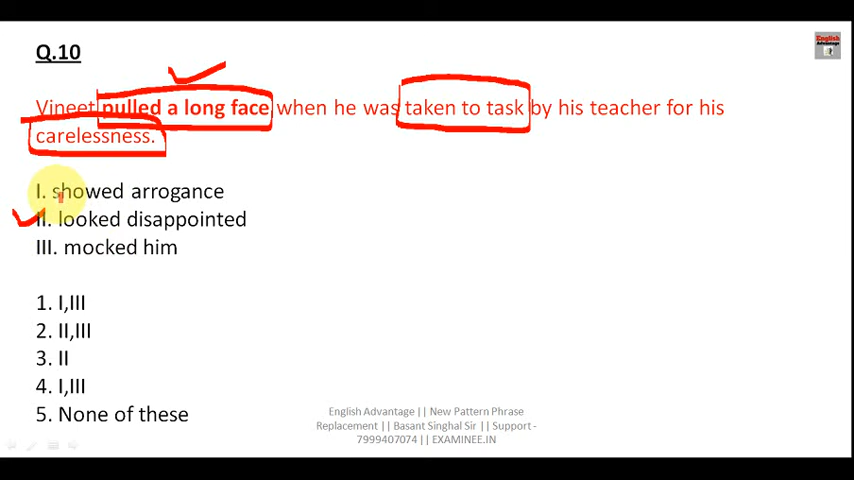 Q.10
English
Advantage
Vineet pulled a long face when he was taken to task by his teacher for his
carelessness.
I. showed arrogance
II. looked disappointed
III. mocked him
1. I,III
2. II,III
3. II
4. I,III
5. None of these
English Advantage || New Pattern Phrase
Replacement || Basant Singhal Sir || Support -
7999407074 || EXAMINEE.IN